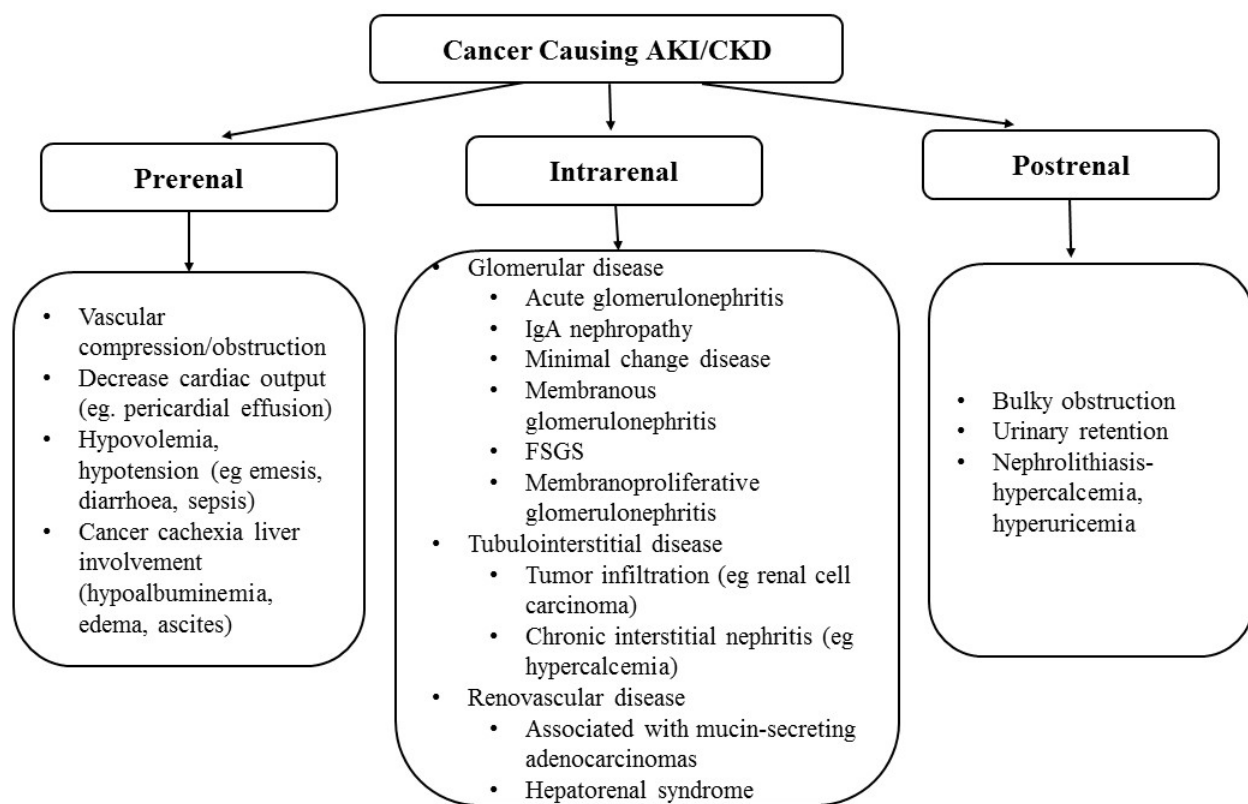 Cancer Causing AKI/CKD
Prerenal
• Vascular
compression/obstruction
• Decrease cardiac output
(eg. pericardial effusion)
• Hypovolemia,
hypotension (eg emesis,
diarrhoea, sepsis)
• Cancer cachexia liver
involvement
(hypoalbuminemia,
edema, ascites)
Intrarenal
• Glomerular disease
• Acute glomerulonephritis
• IgA nephropathy
• Minimal change disease
• Membranous
glomerulonephritis
• FSGS
• Membranoproliferative
glomerulonephritis
• Tubulointerstitial disease
• Tumor infiltration (eg renal cell
carcinoma)
• Chronic interstitial nephritis (eg
hypercalcemia)
• Renovascular disease
• Associated with mucin-secreting
adenocarcinomas
• Hepatorenal syndrome
Postrenal
• Bulky obstruction
• Urinary retention
• Nephrolithiasis-
hypercalcemia,
hyperuricemia